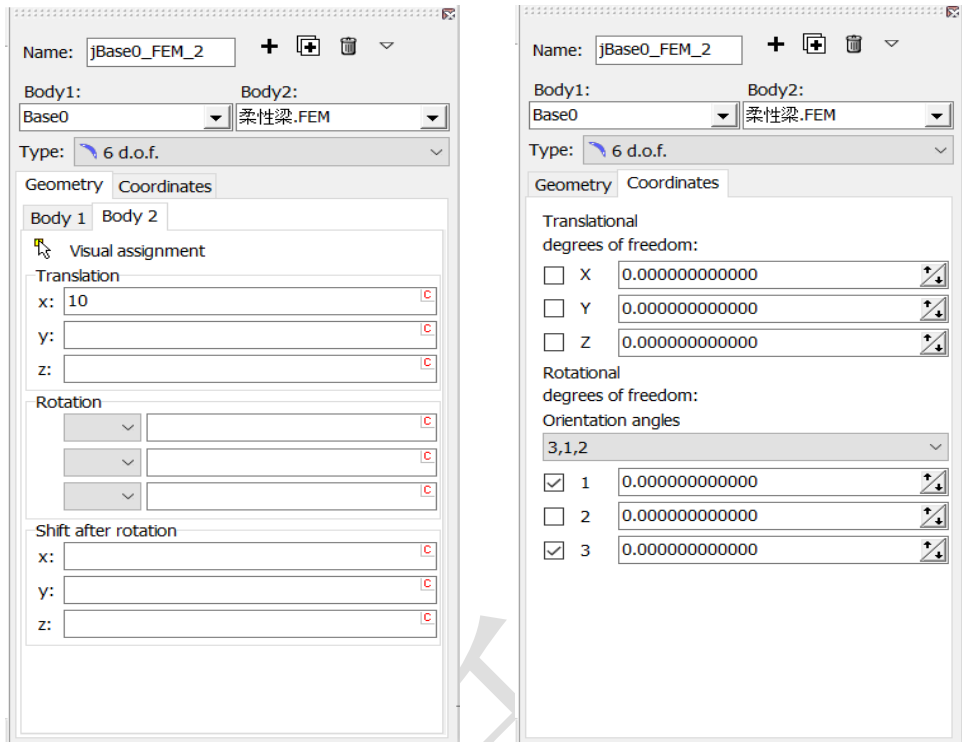 Name: jBase0_FEM_2
Body1: Body2:
Base0 柔性梁.FEM
Type: 6 d.o.f.
Geometry Coordinates
Body 1 Body 2
Visual assignment
Translation
x: 10 C
y: C
z: C
Rotation
C
C
C
Shift after rotation
x: C
y: C
z: C
Name: jBase0_FEM_2
Body1: Body2:
Base0 柔性梁.FEM
Type: 6 d.o.f.
Geometry Coordinates
Translational
degrees of freedom:
X 0.000000000000
Y 0.000000000000
Z 0.000000000000
Rotational
degrees of freedom:
Orientation angles
3,1,2
1 0.000000000000
2 0.000000000000
3 0.000000000000